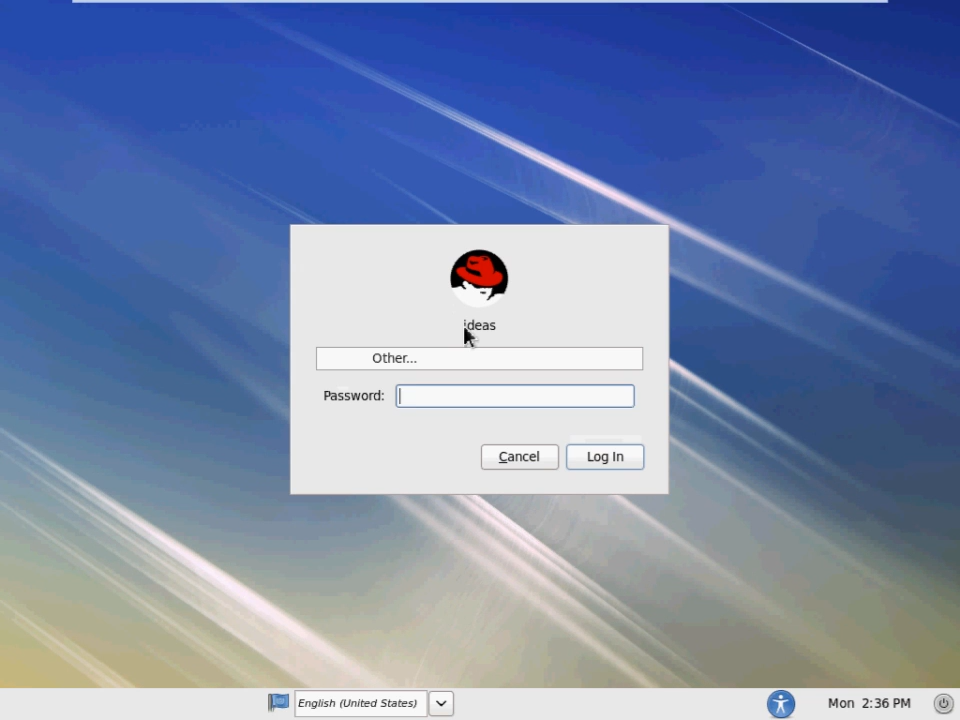 ideas
Other...
Password:
Cancel
Log In
English (United States)
Mon 2:36 PM